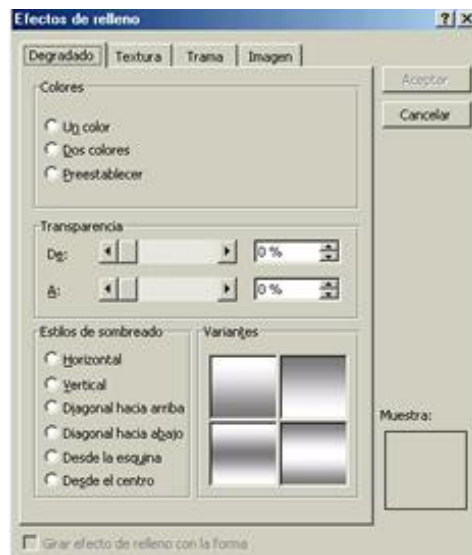 Efectos de relleno
Degradado Textura Trama Imagen
Aceptar
Cancelar
Colores
Un color
Dos colores
Preestablecer
Transparencia
De: 0 %
A: 0 %
Estilos de sombreado
Horizontal
Vertical
Diagonal hacia arriba
Diagonal hacia abajo
Desde la esquina
Desde el centro
Variantes
Muestra:
Girar efecto de relleno con la forma